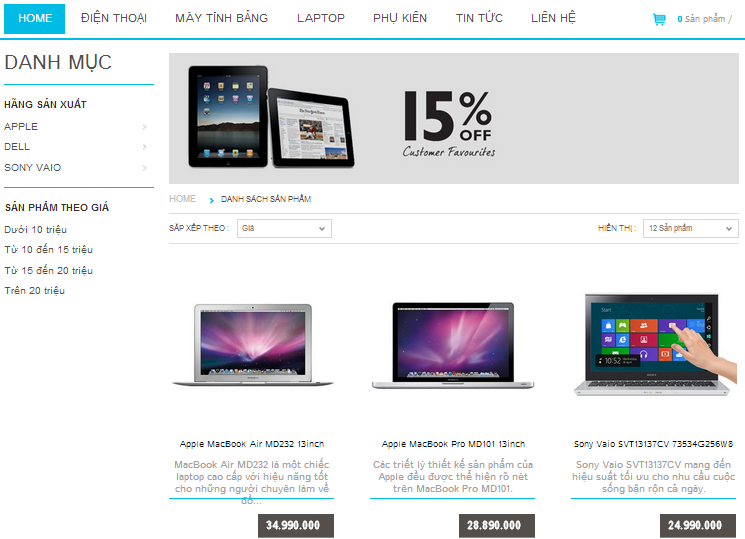 HOME ĐIỆN THOẠI MÁY TÍNH BẢNG LAPTOP PHỤ KIỆN TIN TỨC LIÊN HỆ 0 Sản phẩm /
DANH MỤC
HÃNG SẢN XUẤT
APPLE
DELL
SONY VAIO
SẢN PHẨM THEO GIÁ
Dưới 10 triệu
Từ 10 đến 15 triệu
Từ 15 đến 20 triệu
Trên 20 triệu
15% OFF
Customer Favourites
HOME > DANH SÁCH SẢN PHẨM
SẮP XẾP THEO : Giá HIỂN THỊ : 12 Sản phẩm
Start
10:52
Apple MacBook Air MD232 13inch
MacBook Air MD232 là một chiếc
laptop cao cấp với hiệu năng tốt
cho những người chuyên làm về
đồ...
34.990.000
Apple MacBook Pro MD101 13inch
Các triết lý thiết kế sản phẩm của
Apple đều được thể hiện rõ nét
trên MacBook Pro MD101.
28.890.000
Sony Vaio SVT13137CV 73534G256W8
Sony Vaio SVT13137CV mang đến
hiệu suất tối ưu cho nhu cầu cuộc
sống bận rộn cả ngày.
24.990.000